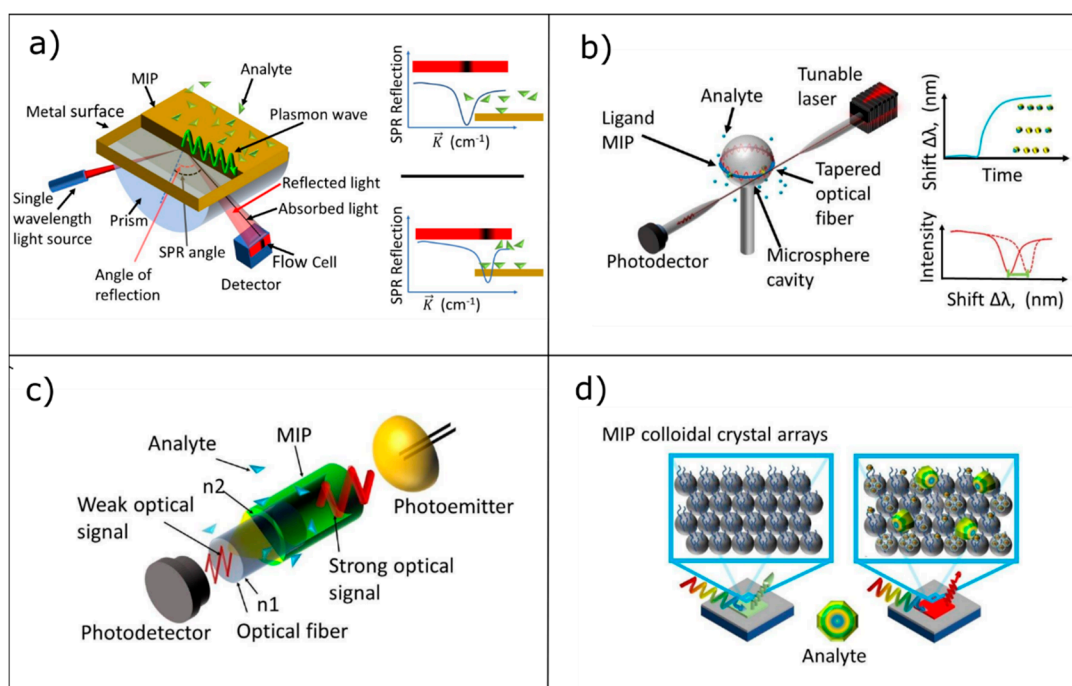 a)
MIP
Analyte
Metal surface
Plasmon wave
Single
wavelength
light source
Prism
SPR angle
Angle of
reflection
Reflected light
Absorbed light
Flow Cell
Detector
SPR Reflection
K (cm-1)
SPR Reflection
K (cm-1)
b)
Tunable
laser
Analyte
Ligand
MIP
Tapered
optical
fiber
Microsphere
cavity
Photodector
Shift Δλ, (nm)
Time
Intensity
Shift Δλ, (nm)
c)
Analyte
MIP
n2
Weak optical
signal
Photoemitter
Strong optical
signal
n1
Photodetector
Optical fiber
d)
MIP colloidal crystal arrays
Analyte